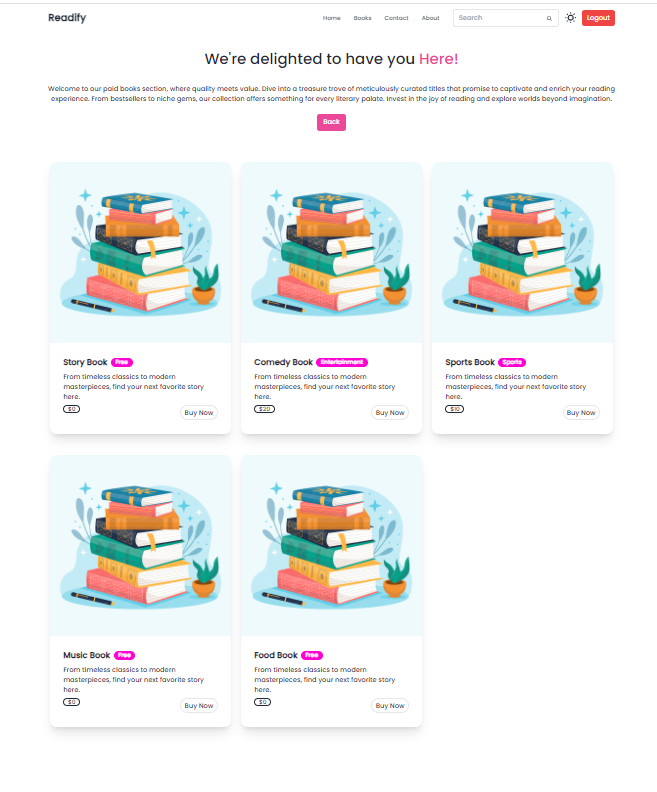 Readify
Home Books Contact About Search Logout
We're delighted to have you Here!
Welcome to our paid books section, where quality meets value. Dive into a treasure trove of meticulously curated titles that promise to captivate and enrich your reading
experience. From bestsellers to niche gems, our collection offers something for every literary palate. Invest in the joy of reading and explore worlds beyond imagination.
Back
Story Book Free
From timeless classics to modern
masterpieces, find your next favorite story
here.
$0 Buy Now
Comedy Book Entertainment
From timeless classics to modern
masterpieces, find your next favorite story
here.
$20 Buy Now
Sports Book Sports
From timeless classics to modern
masterpieces, find your next favorite story
here.
$10 Buy Now
Music Book Free
From timeless classics to modern
masterpieces, find your next favorite story
here.
$0 Buy Now
Food Book Free
From timeless classics to modern
masterpieces, find your next favorite story
here.
$0 Buy Now